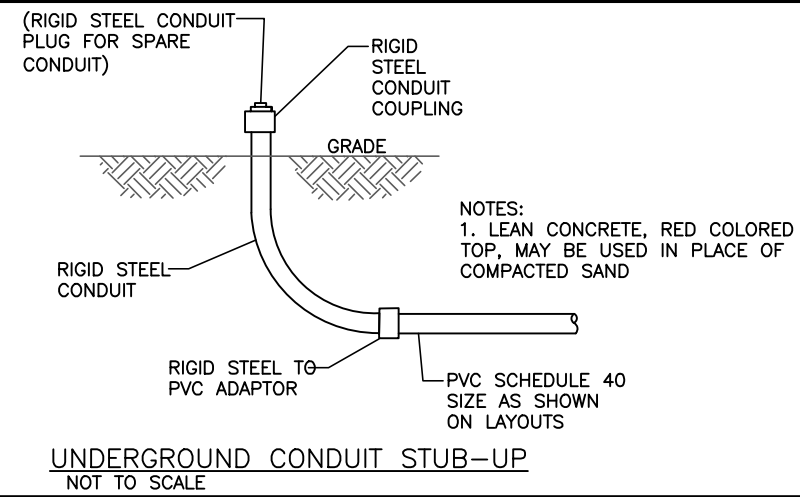 (RIGID STEEL CONDUIT
PLUG FOR SPARE
CONDUIT)
RIGID
STEEL
CONDUIT
COUPLING
GRADE
NOTES:
1. LEAN CONCRETE, RED COLORED
TOP, MAY BE USED IN PLACE OF
COMPACTED SAND
RIGID STEEL
CONDUIT
RIGID STEEL TO
PVC ADAPTOR
PVC SCHEDULE 40
SIZE AS SHOWN
ON LAYOUTS
UNDERGROUND CONDUIT STUB-UP
NOT TO SCALE